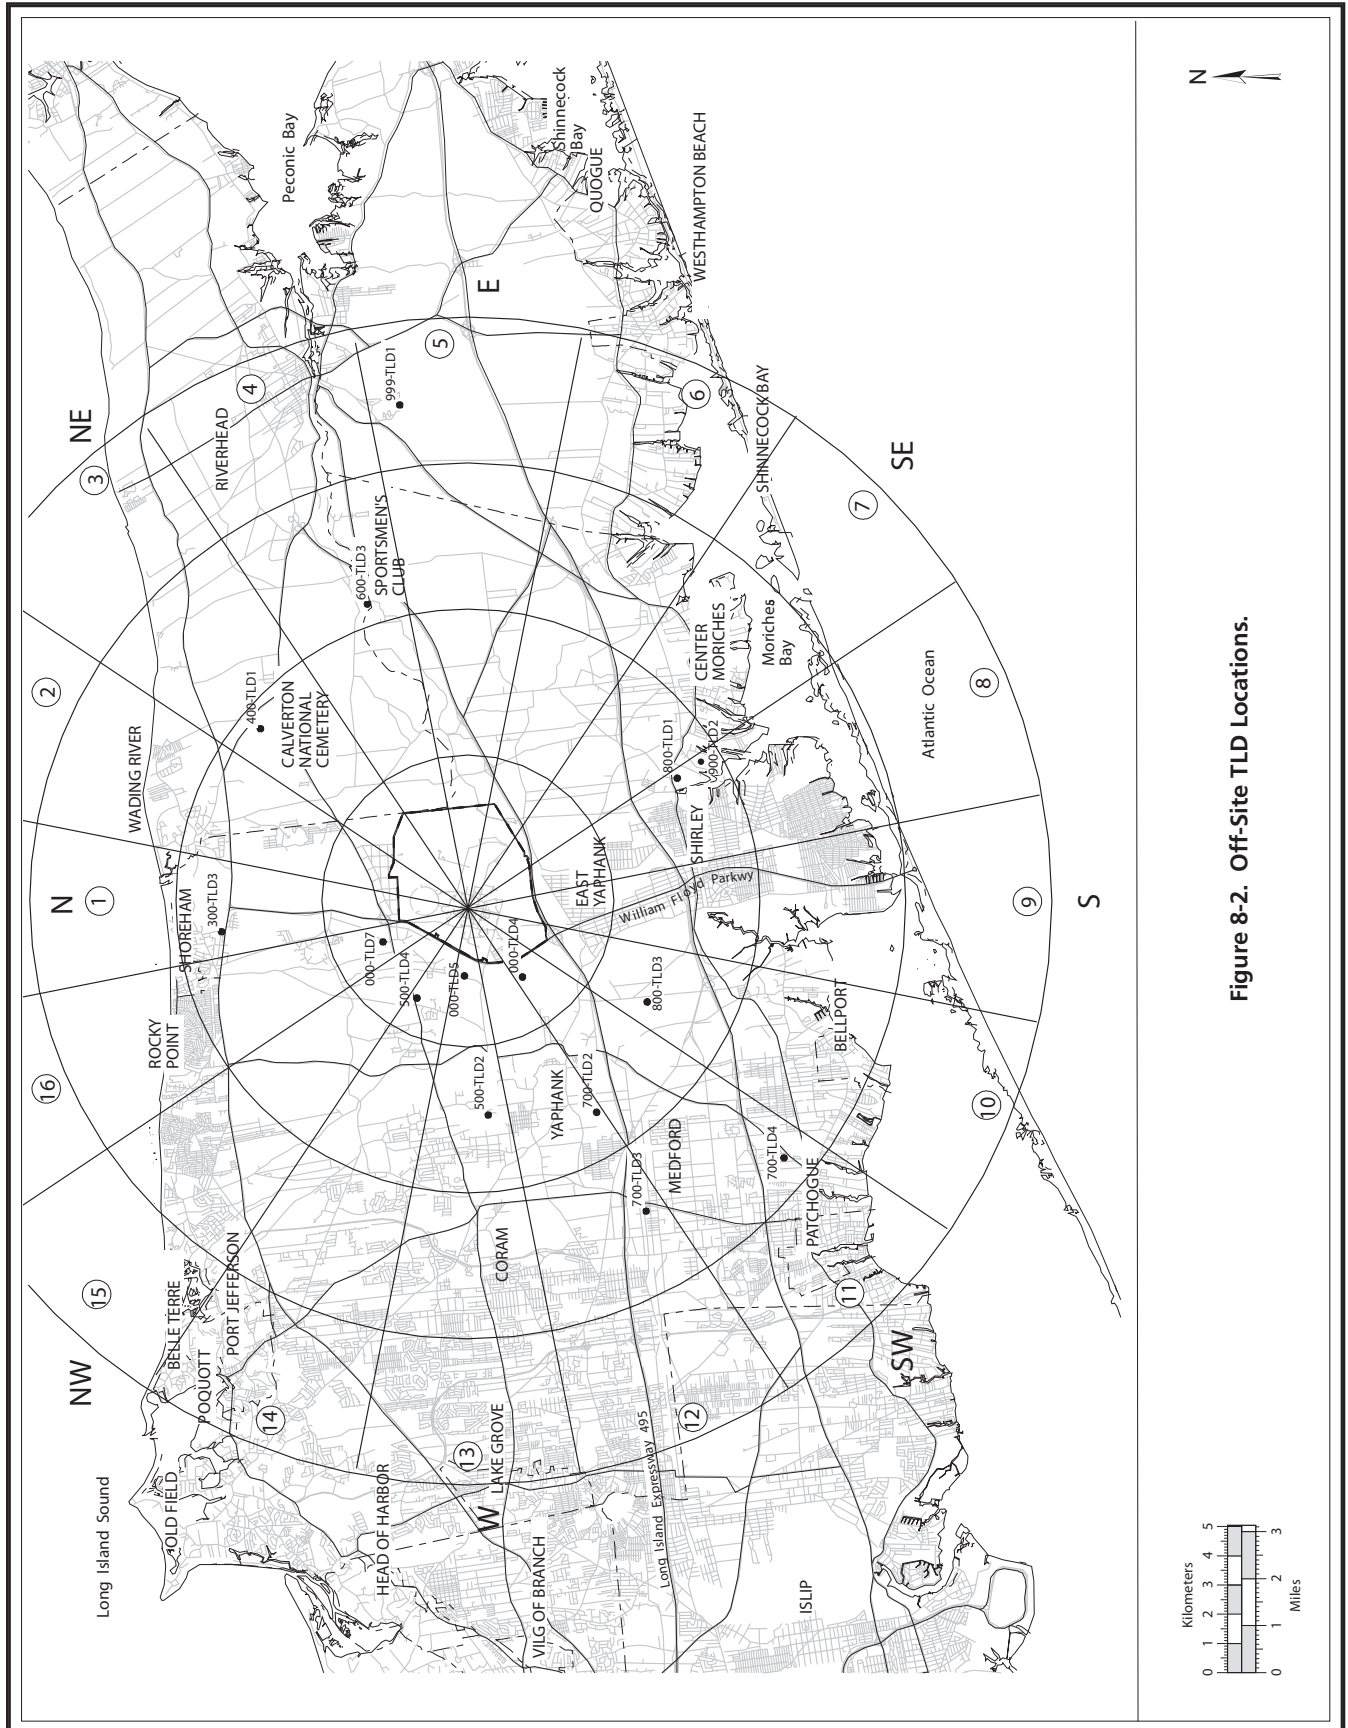 Long Island Sound
OLD FIELD
POQUOTT
BELLE TERRE
PORT JEFFERSON
NW
15
16
ROCKY
POINT
SHOREHAM
N
1
WADING RIVER
2
3
NE
RIVERHEAD
4
Peconic Bay
14
300-TLD3
400-TLD1
CALVERTON
NATIONAL
CEMETERY
600-TLD3
SPORTSMEN'S
CLUB
999-TLD1
5
HEAD OF HARBOR
13
LAKE GROVE
W
VILG OF BRANCH
CORAM
500-TLD2
000-TLD7
500-TLD4
000-TLD5
000-TLD4
E
Shinnecock
Bay
QUOGUE
YAPHANK
700-TLD2
EAST
YAPHANK
Long Island Expressway 495
12
700-TLD3
MEDFORD
800-TLD3
William Floyd Parkway
SHIRLEY
800-TLD1
900-TLD2
CENTER
MORICHES
6
WESTHAMPTON BEACH
Moriches
Bay
SHINNECOCK BAY
ISLIP
11
PATCHOGUE
700-TLD4
BELLPORT
SW
7
SE
Atlantic Ocean
10
9
8
S
Kilometers
0 1 2 3 4 5
0 1 2 3
Miles
Figure 8-2. Off-Site TLD Locations.
N